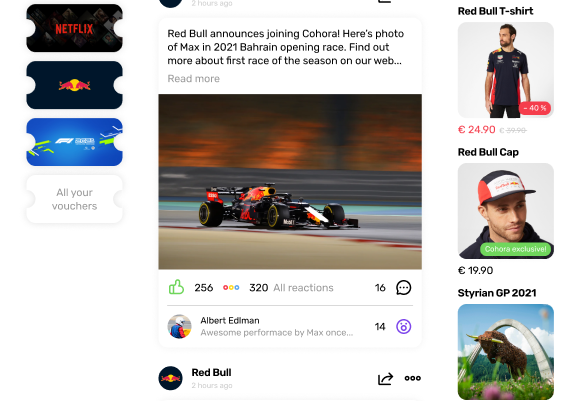 NETFLIX
F1 2021
All your
vouchers
2 hours ago
Red Bull announces joining Cohora! Here's photo
of Max in 2021 Bahrain opening race. Find out
more about first race of the season on our web...
Read more
256
320 All reactions
16
Albert Edlman
Awesome performace by Max once...
14
Red Bull
2 hours ago
Red Bull T-shirt
- 40 %
€ 24.90 € 39.90
Red Bull Cap
Cohora exclusive!
€ 19.90
Styrian GP 2021